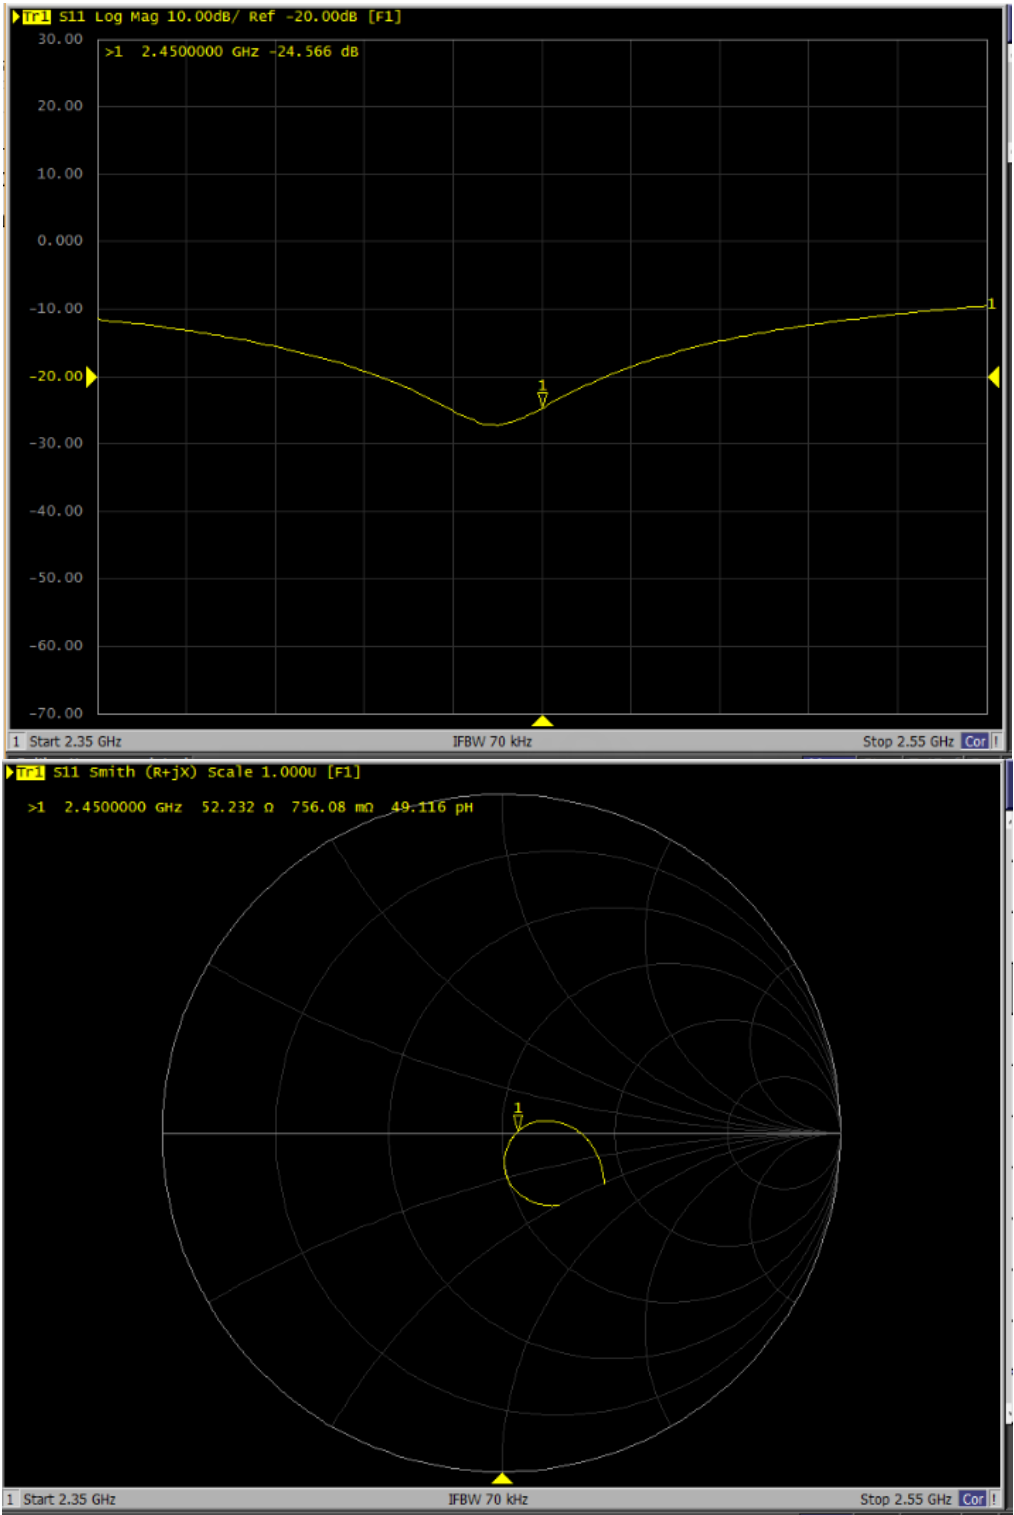 Tr1 S11 Log Mag 10.00dB/ Ref -20.00dB [F1]
30.00
>1 2.4500000 GHz -24.566 dB
20.00
10.00
0.000
-10.00
1
-20.00
1
-30.00
-40.00
-50.00
-60.00
-70.00
1 Start 2.35 GHz IFBW 70 kHz Stop 2.55 GHz Cor !
Tr1 S11 Smith (R+jX) Scale 1.000U [F1]
>1 2.4500000 GHz 52.232 Ω 756.08 mΩ 49.116 pH
1
1 Start 2.35 GHz IFBW 70 kHz Stop 2.55 GHz Cor !